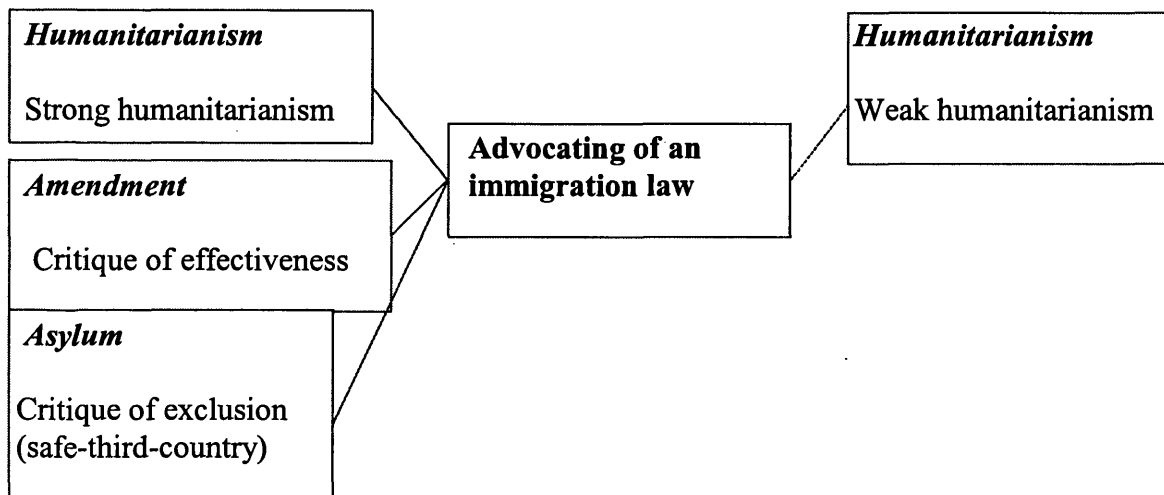 Humanitarianism
Strong humanitarianism
Amendment
Critique of effectiveness
Asylum
Critique of exclusion
(safe-third-country)
Advocating of an
immigration law
Humanitarianism
Weak humanitarianism